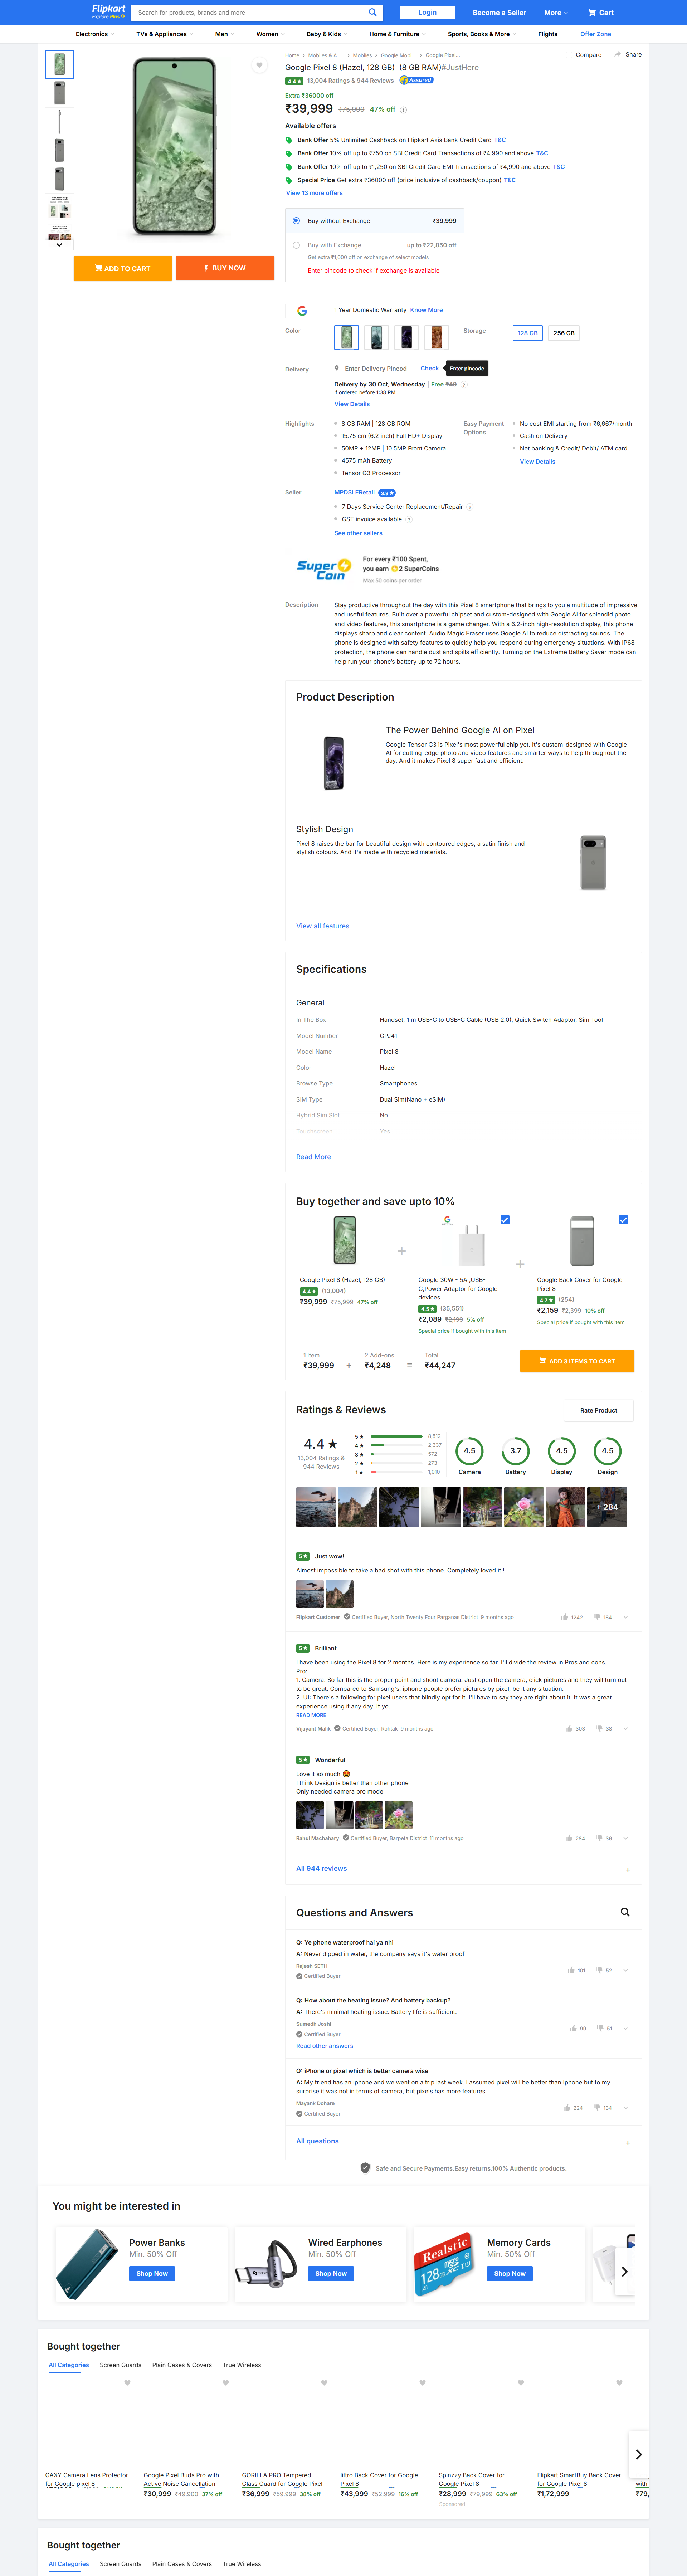 Flipkart
Explore Plus
Search for products, brands and more
Login
Become a Seller
More
Cart
Electronics
TVs & Appliances
Men
Women
Baby & Kids
Home & Furniture
Sports, Books & More
Flights
Offer Zone
Home > Mobiles & A... > Mobiles > Google Mobi... > Google Pixel...
Compare
Share
Google Pixel 8 (Hazel, 128 GB) (8 GB RAM)#JustHere
4.4★ 13,004 Ratings & 944 Reviews Assured
Extra ₹36000 off
₹39,999 ₹75,999 47% off
Available offers
Bank Offer 5% Unlimited Cashback on Flipkart Axis Bank Credit Card T&C
Bank Offer 10% off up to ₹750 on SBI Credit Card Transactions of ₹4,990 and above T&C
Bank Offer 10% off up to ₹1,250 on SBI Credit Card EMI Transactions of ₹4,990 and above T&C
Special Price Get extra ₹36000 off (price inclusive of cashback/coupon) T&C
View 13 more offers
Buy without Exchange ₹39,999
Buy with Exchange up to ₹22,850 off
Get extra ₹1,000 off on exchange of select models
Enter pincode to check if exchange is available
ADD TO CART
BUY NOW
1 Year Domestic Warranty Know More
Color
Storage
128 GB
256 GB
Delivery
Enter Delivery Pincod
Check
Enter pincode
Delivery by 30 Oct, Wednesday | Free ₹40 ?
if ordered before 1:38 PM
View Details
Highlights
8 GB RAM | 128 GB ROM
15.75 cm (6.2 inch) Full HD+ Display
50MP + 12MP | 10.5MP Front Camera
4575 mAh Battery
Tensor G3 Processor
Easy Payment Options
No cost EMI starting from ₹6,667/month
Cash on Delivery
Net banking & Credit/ Debit/ ATM card
View Details
Seller
MPDSLERetail 3.9★
7 Days Service Center Replacement/Repair ?
GST invoice available ?
See other sellers
Super Coin
For every ₹100 Spent,
you earn 2 SuperCoins
Max 50 coins per order
Description
Stay productive throughout the day with this Pixel 8 smartphone that brings to you a multitude of impressive
and useful features. Built over a powerful chipset and custom-designed with Google AI for splendid photo
and video features, this smartphone is a game changer. With a 6.2-inch high-resolution display, this phone
displays sharp and clear content. Audio Magic Eraser uses Google AI to reduce distracting sounds. The
phone is designed with safety features to quickly help you respond during emergency situations. With IP68
protection, the phone can handle dust and spills efficiently. Turning on the Extreme Battery Saver mode can
help run your phone's battery up to 72 hours.
Product Description
The Power Behind Google AI on Pixel
Google Tensor G3 is Pixel's most powerful chip yet. It's custom-designed with Google
AI for cutting-edge photo and video features and smarter ways to help throughout the
day. And it makes Pixel 8 super fast and efficient.
Stylish Design
Pixel 8 raises the bar for beautiful design with contoured edges, a satin finish and
stylish colours. And it's made with recycled materials.
View all features
Specifications
General
In The Box Handset, 1 m USB-C to USB-C Cable (USB 2.0), Quick Switch Adaptor, Sim Tool
Model Number GPJ41
Model Name Pixel 8
Color Hazel
Browse Type Smartphones
SIM Type Dual Sim(Nano + eSIM)
Hybrid Sim Slot No
Touchscreen Yes
Read More
Buy together and save upto 10%
Google Pixel 8 (Hazel, 128 GB)
4.4★ (13,004)
₹39,999 ₹75,999 47% off
Google 30W - 5A ,USB-
C,Power Adaptor for Google
devices
4.5★ (35,551)
₹2,089 ₹2,199 5% off
Special price if bought with this item
Google Back Cover for Google
Pixel 8
4.7★ (254)
₹2,159 ₹2,399 10% off
Special price if bought with this item
1 Item
₹39,999
+
2 Add-ons
₹4,248
=
Total
₹44,247
ADD 3 ITEMS TO CART
Ratings & Reviews
Rate Product
4.4★
13,004 Ratings &
944 Reviews
5★ 8,812
4★ 2,337
3★ 572
2★ 273
1★ 1,010
4.5
Camera
3.7
Battery
4.5
Display
4.5
Design
+ 284
5★ Just wow!
Almost impossible to take a bad shot with this phone. Completely loved it !
Flipkart Customer Certified Buyer, North Twenty Four Parganas District 9 months ago
1242 184
5★ Brilliant
I have been using the Pixel 8 for 2 months. Here is my experience so far. I'll divide the review in Pros and cons.
Pro:
1. Camera: So far this is the proper point and shoot camera. Just open the camera, click pictures and they will turn out
to be great. Compared to Samsung's, iphone people prefer pictures by pixel, be it any situation.
2. UI: There's a following for pixel users that blindly opt for it. I'll have to say they are right about it. It was a great
experience using it any day. If yo...
READ MORE
Vijayant Malik Certified Buyer, Rohtak 9 months ago
303 38
5★ Wonderful
Love it so much 🤩
I think Design is better than other phone
Only needed camera pro mode
Rahul Machahary Certified Buyer, Barpeta District 11 months ago
264 36
All 944 reviews +
Questions and Answers
Q: Ye phone waterproof hai ya nhi
A: Never dipped in water, the company says it's water proof
Rajesh SETH
Certified Buyer
101 52
Q: How about the heating issue? And battery backup?
A: There's minimal heating issue. Battery life is sufficient.
Sumedh Joshi
Certified Buyer
99 51
Read other answers
Q: iPhone or pixel which is better camera wise
A: My friend has an iphone and we went on a trip last week. I assumed pixel will be better than Iphone but to my
surprise it was not in terms of camera, but pixels has more features.
Mayank Dohare
Certified Buyer
224 134
All questions +
Safe and Secure Payments.Easy returns.100% Authentic products.
You might be interested in
Power Banks
Min. 50% Off
Shop Now
Wired Earphones
Min. 50% Off
Shop Now
Realstic
128GB
Memory Cards
Min. 50% Off
Shop Now
Bought together
All Categories
Screen Guards
Plain Cases & Covers
True Wireless
GAXY Camera Lens Protector
for Google pixel 8
Google Pixel Buds Pro with
Active Noise Cancellation
₹30,999 ₹49,900 37% off
GORILLA PRO Tempered
Glass Guard for Google Pixel
₹36,999 ₹59,999 38% off
Illtro Back Cover for Google
Pixel 8
₹43,999 ₹52,999 16% off
Spinzzy Back Cover for
Google Pixel 8
₹28,999 ₹79,999 63% off
Sponsored
Flipkart SmartBuy Back Cover
for Google Pixel 8
₹1,72,999
with
₹79,
Bought together
All Categories
Screen Guards
Plain Cases & Covers
True Wireless